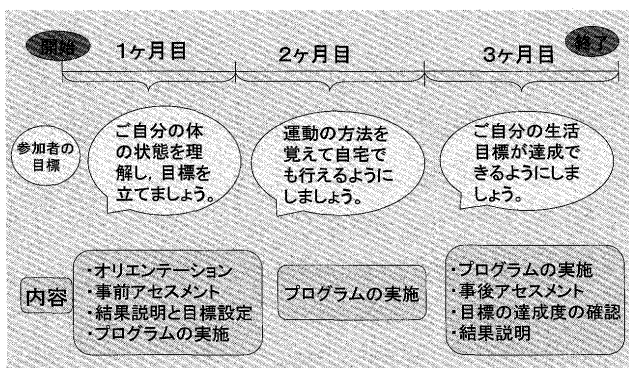 開始
1ヶ月目
2ヶ月目
3ヶ月目
終了
参加者の
目標
ご自分の体
の状態を理
解し,目標を
立てましょう。
運動の方法を
覚えて自宅で
も行えるように
しましょう。
ご自分の生活
目標が達成で
きるようにしま
しょう。
内容
・オリエンテーション
・事前アセスメント
・結果説明と目標設定
・プログラムの実施
プログラムの実施
・プログラムの実施
・事後アセスメント
・目標の達成度の確認
・結果説明